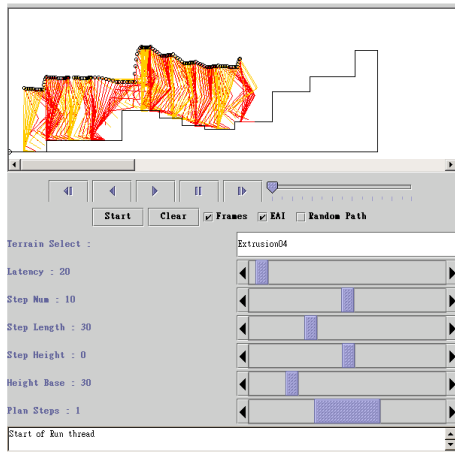 Start Clear Frames EAI Random Path
Terrain Select : Extrusion04
Latency : 20
Step Num : 10
Step Length : 30
Step Height : 0
Height Base : 30
Plan Steps : 1
Start of Run thread